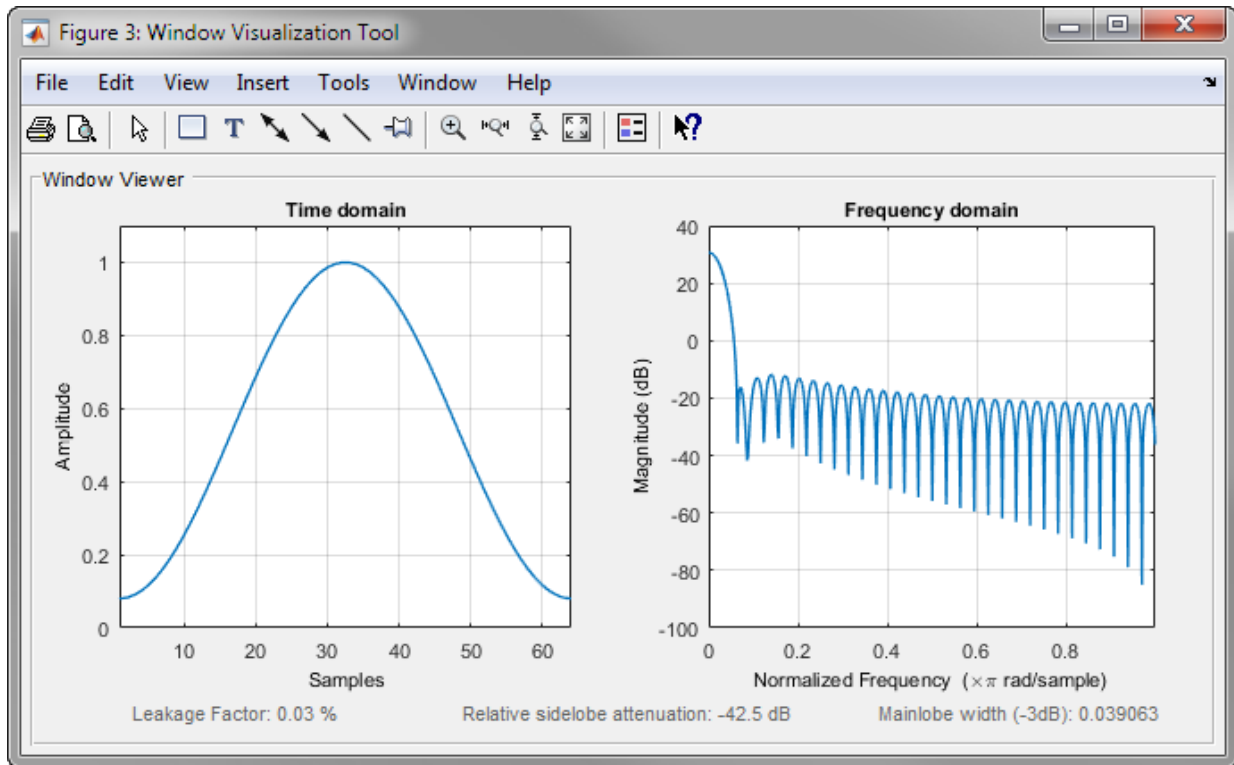 Figure 3: Window Visualization Tool
File Edit View Insert Tools Window Help
T
?
Window Viewer
Time domain
Amplitude
1
0.8
0.6
0.4
0.2
0
10 20 30 40 50 60
Samples
Frequency domain
Magnitude (dB)
40
20
0
-20
-40
-60
-80
-100
0 0.2 0.4 0.6 0.8
Normalized Frequency (×π rad/sample)
Leakage Factor: 0.03 % Relative sidelobe attenuation: -42.5 dB Mainlobe width (-3dB): 0.039063